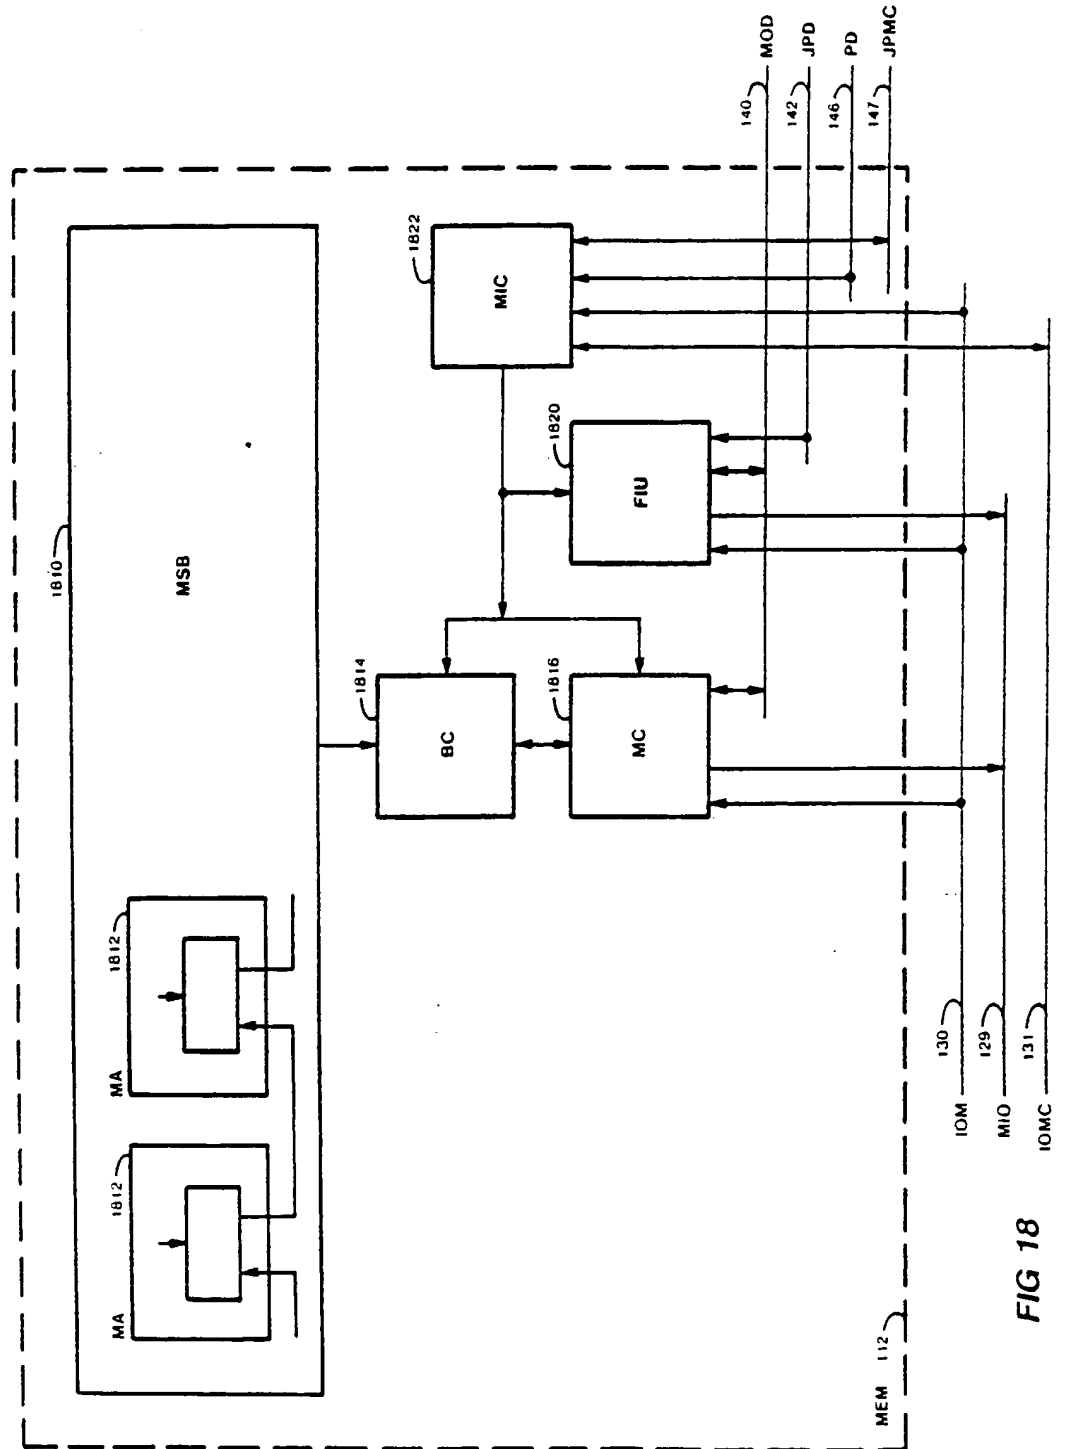 MEM 112
1810
MSB
MA
1812
MA
1812
1814
BC
1816
MC
1820
FIU
1822
MIC
140
MOD
142
JPD
146
PD
147
JPMC
IOM
130
MIO
129
IOMC
131
FIG 18